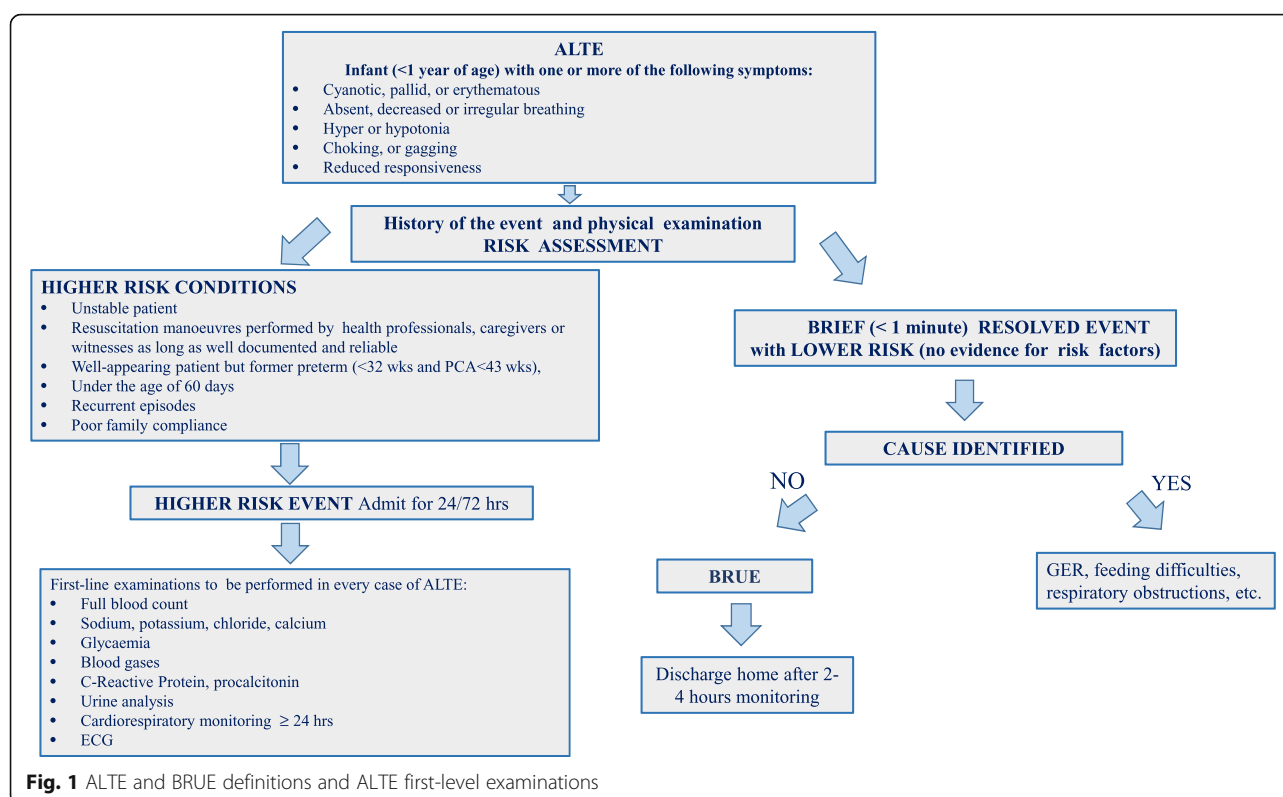 ALTE
Infant (<1 year of age) with one or more of the following symptoms:
• Cyanotic, pallid, or erythematous
• Absent, decreased or irregular breathing
• Hyper or hypotonia
• Choking, or gagging
• Reduced responsiveness
History of the event and physical examination
RISK ASSESSMENT
HIGHER RISK CONDITIONS
• Unstable patient
• Resuscitation manoeuvres performed by health professionals, caregivers or
witnesses as long as well documented and reliable
• Well-appearing patient but former preterm (<32 wks and PCA<43 wks),
• Under the age of 60 days
• Recurrent episodes
• Poor family compliance
HIGHER RISK EVENT Admit for 24/72 hrs
First-line examinations to be performed in every case of ALTE:
• Full blood count
• Sodium, potassium, chloride, calcium
• Glycaemia
• Blood gases
• C-Reactive Protein, procalcitonin
• Urine analysis
• Cardiorespiratory monitoring ≥ 24 hrs
• ECG
BRIEF (< 1 minute) RESOLVED EVENT
with LOWER RISK (no evidence for risk factors)
CAUSE IDENTIFIED
NO
YES
BRUE
Discharge home after 2-
4 hours monitoring
GER, feeding difficulties,
respiratory obstructions, etc.
Fig. 1 ALTE and BRUE definitions and ALTE first-level examinations